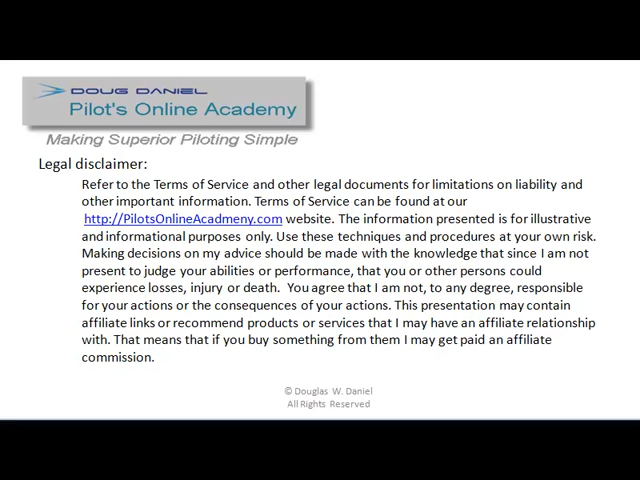 DOUG DANIEL
Pilot's Online Academy
Making Superior Piloting Simple
Legal disclaimer:
Refer to the Terms of Service and other legal documents for limitations on liability and
other important information. Terms of Service can be found at our
http://PilotsOnlineAcadmeny.com website. The information presented is for illustrative
and informational purposes only. Use these techniques and procedures at your own risk.
Making decisions on my advice should be made with the knowledge that since I am not
present to judge your abilities or performance, that you or other persons could
experience losses, injury or death. You agree that I am not, to any degree, responsible
for your actions or the consequences of your actions. This presentation may contain
affiliate links or recommend products or services that I may have an affiliate relationship
with. That means that if you buy something from them I may get paid an affiliate
commission.
© Douglas W. Daniel
All Rights Reserved